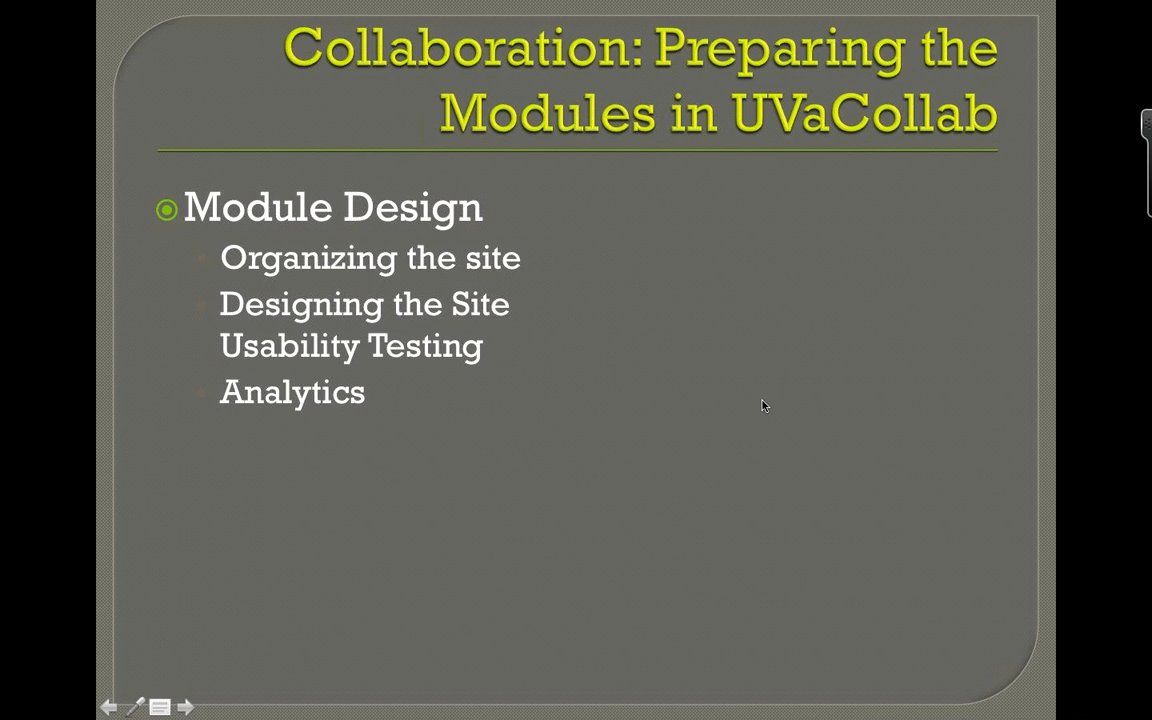 Collaboration: Preparing the
Modules in UVaCollab
Module Design
Organizing the site
Designing the Site
Usability Testing
Analytics